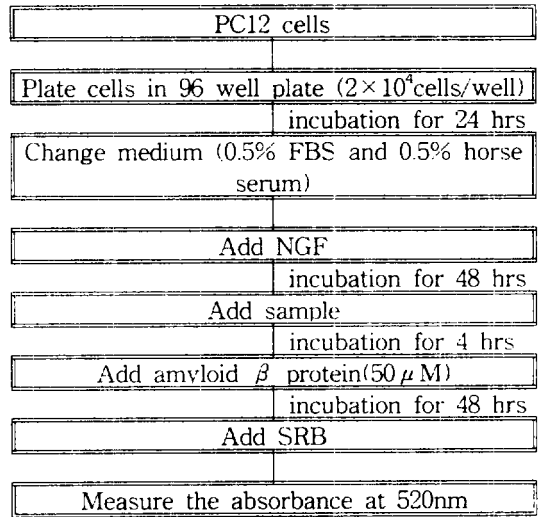 PC12 cells
Plate cells in 96 well plate (2×10⁴cells/well)
incubation for 24 hrs
Change medium (0.5% FBS and 0.5% horse
serum)
Add NGF
incubation for 48 hrs
Add sample
incubation for 4 hrs
Add amyloid β protein(50 μM)
incubation for 48 hrs
Add SRB
Measure the absorbance at 520nm